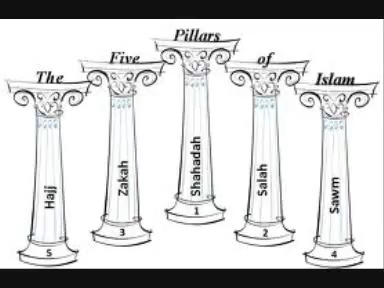 The Five Pillars of Islam
Hajj
Zakah
Shahadah
Salah
Sawm
5
3
1
2
4